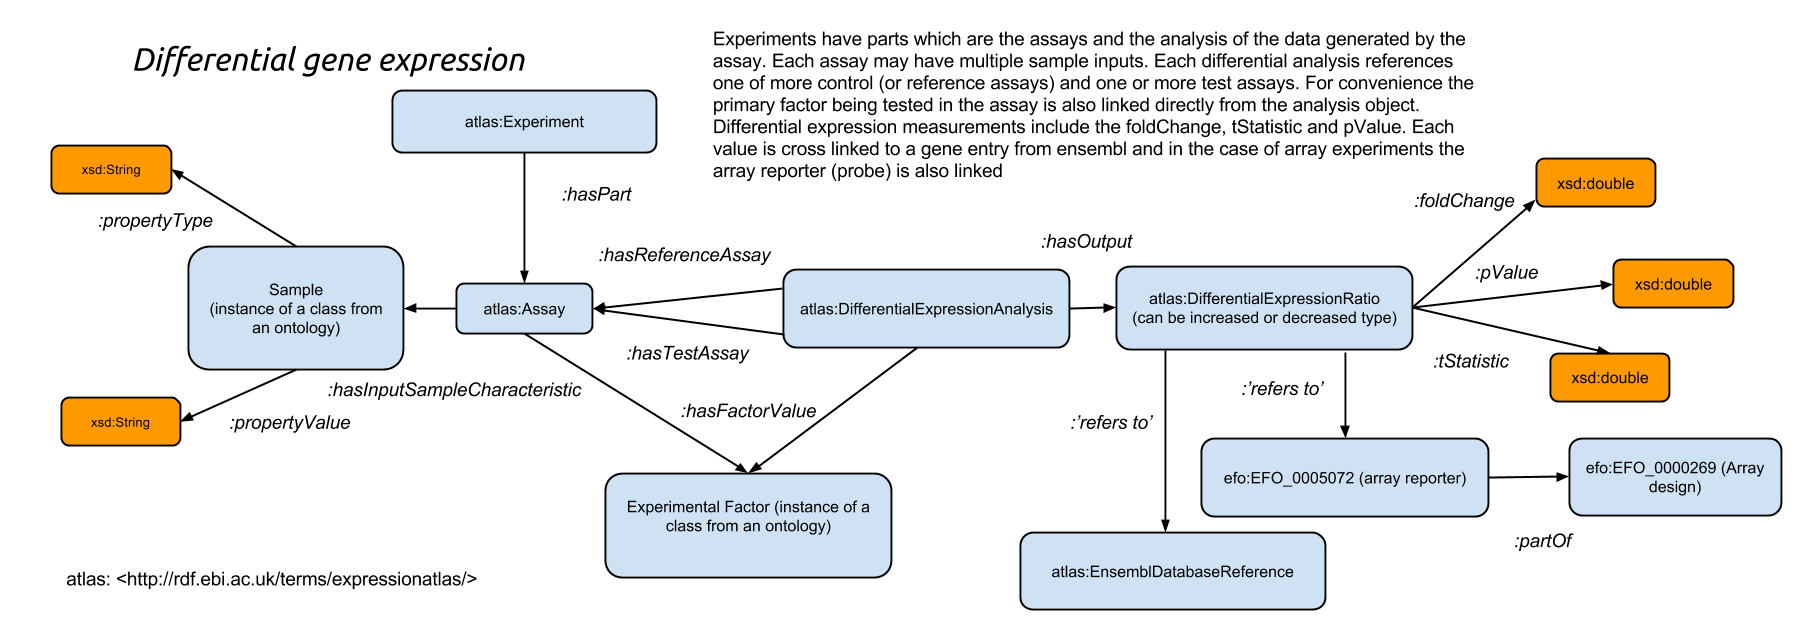 Differential gene expression
Experiments have parts which are the assays and the analysis of the data generated by the
assay. Each assay may have multiple sample inputs. Each differential analysis references
one of more control (or reference assays) and one or more test assays. For convenience the
primary factor being tested in the assay is also linked directly from the analysis object.
Differential expression measurements include the foldChange, tStatistic and pValue. Each
value is cross linked to a gene entry from ensembl and in the case of array experiments the
array reporter (probe) is also linked
atlas:Experiment
xsd:String
:hasPart
:propertyType
xsd:double
:foldChange
:hasReferenceAssay
:hasOutput
:pValue
xsd:double
Sample
(instance of a class from
an ontology)
atlas:Assay
atlas:DifferentialExpressionAnalysis
atlas:DifferentialExpressionRatio
(can be increased or decreased type)
:hasTestAssay
:tStatistic
xsd:double
:hasInputSampleCharacteristic
:’refers to’
:hasFactorValue
xsd:String
:propertyValue
:’refers to’
efo:EFO_0005072 (array reporter)
efo:EFO_0000269 (Array
design)
Experimental Factor (instance of a
class from an ontology)
:partOf
atlas:EnsemblDatabaseReference
atlas: <http://rdf.ebi.ac.uk/terms/expressionatlas/>